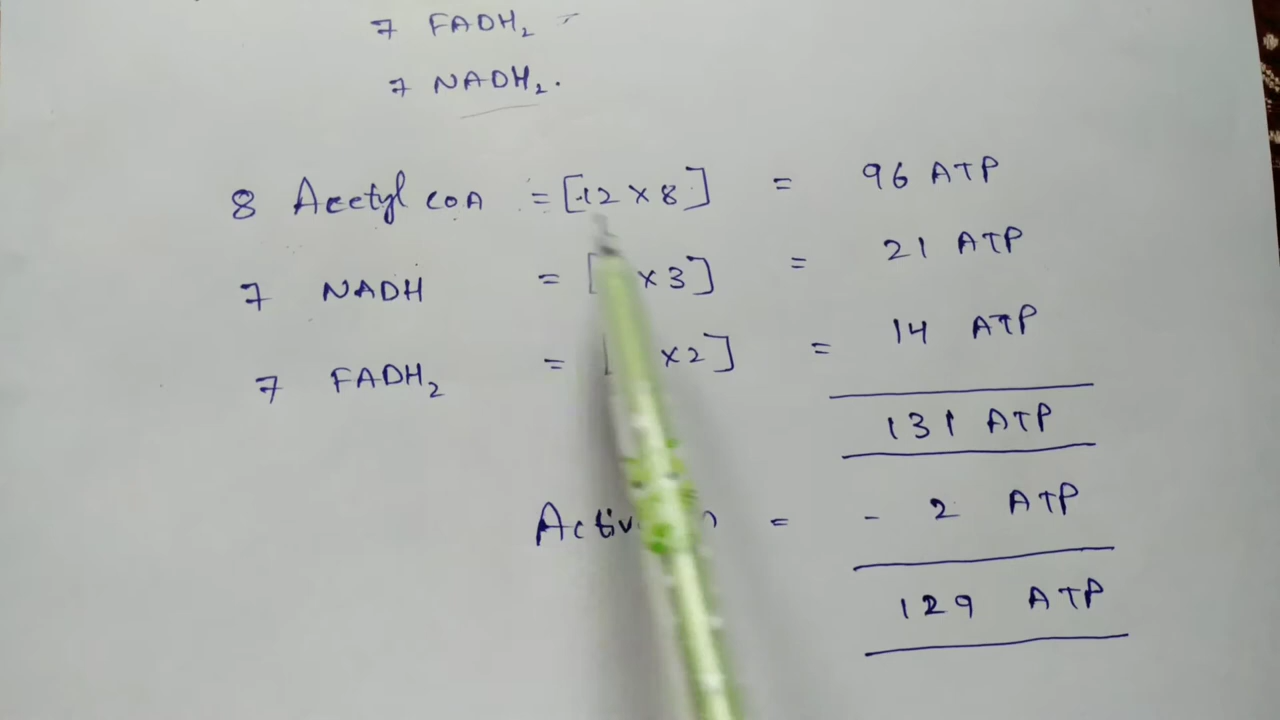 7 FADH₂
7 NADH₂.
8 Acetyl COA = [12 × 8] = 96 ATP
7 NADH = [ × 3] = 21 ATP
7 FADH₂ = [ × 2] = 14 ATP
131 ATP
= - 2 ATP
129 ATP